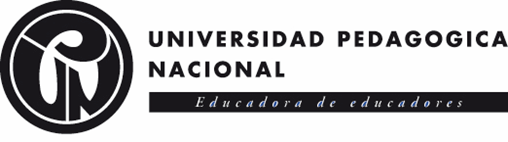 UNIVERSIDAD PEDAGOGICA
NACIONAL
Educadora de educadores